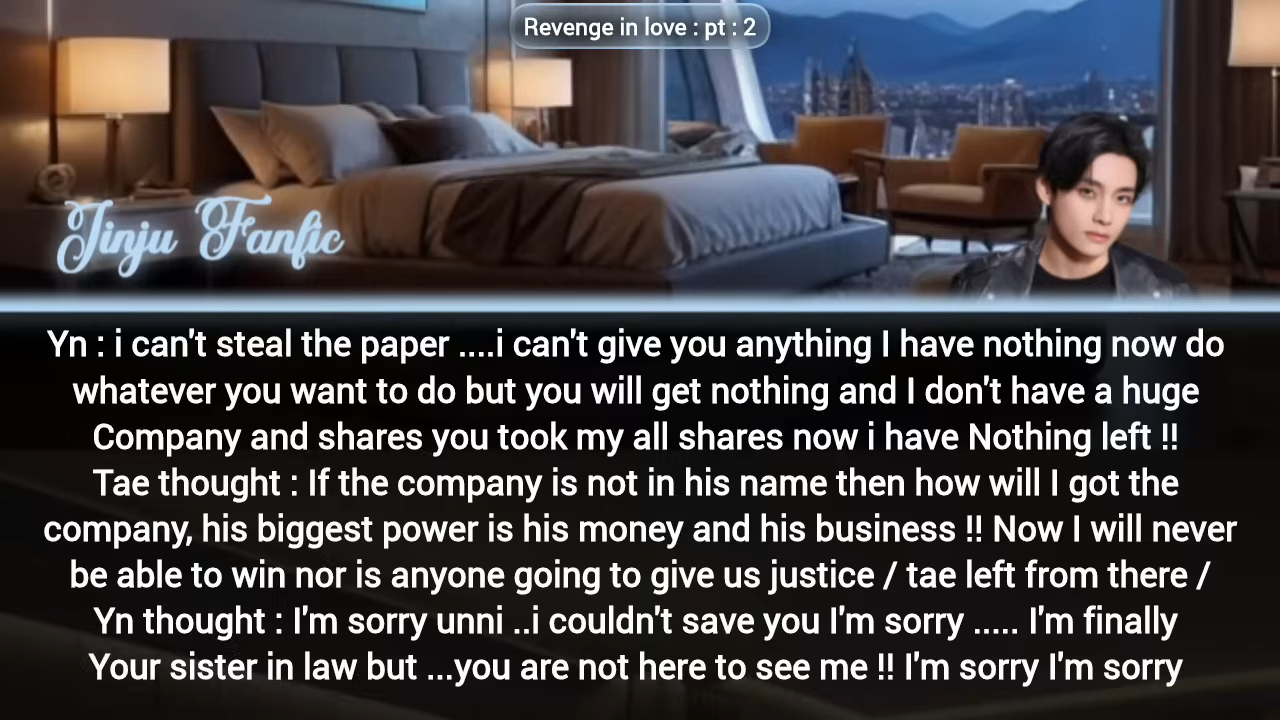 Revenge in love : pt : 2
Jinju Fanfic
Yn : i can't steal the paper ....i can't give you anything I have nothing now do
whatever you want to do but you will get nothing and I don't have a huge
Company and shares you took my all shares now i have Nothing left !!
Tae thought : If the company is not in his name then how will I got the
company, his biggest power is his money and his business !! Now I will never
be able to win nor is anyone going to give us justice / tae left from there /
Yn thought : I'm sorry unni ..i couldn't save you I'm sorry ..... I'm finally
Your sister in law but ...you are not here to see me !! I'm sorry I'm sorry